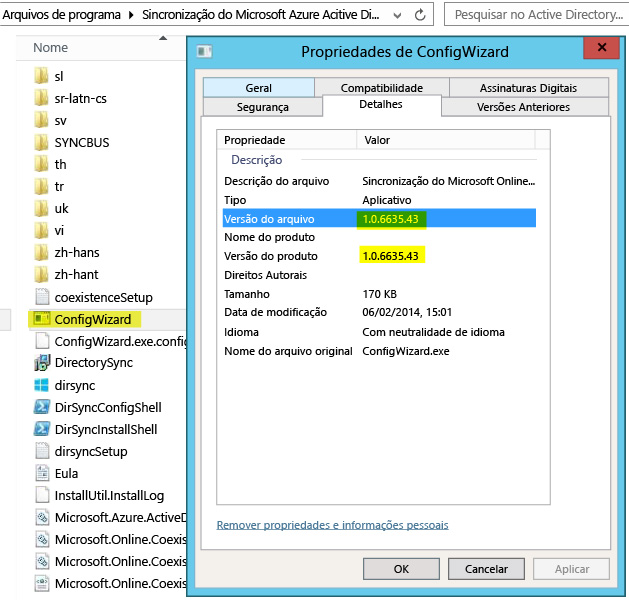 Arquivos de programa Sincronização do Microsoft Azure Acitive Di...
Pesquisar no Active Directory...
Nome
sl
sr-latn-cs
sv
SYNCBUS
th
tr
uk
vi
zh-hans
zh-hant
coexistenceSetup
ConfigWizard
ConfigWizard.exe.config
DirectorySync
dirsync
DirSyncConfigShell
DirSyncInstallShell
dirsyncSetup
Eula
InstallUtil.InstallLog
Microsoft.Azure.ActiveD
Microsoft.Online.Coexis
Microsoft.Online.Coexis
Microsoft.Online.Coexis
Propriedades de ConfigWizard
Geral Compatibilidade Assinaturas Digitais
Segurança Detalhes Versões Anteriores
Propriedade Valor
Descrição
Descrição do arquivo Sincronização do Microsoft Online...
Tipo Aplicativo
Versão do arquivo 1.0.6635.43
Nome do produto
Versão do produto 1.0.6635.43
Direitos Autorais
Tamanho 170 KB
Data de modificação 06/02/2014, 15:01
Idioma Com neutralidade de idioma
Nome do arquivo original ConfigWizard.exe
Remover propriedades e informações pessoais
OK Cancelar Aplicar